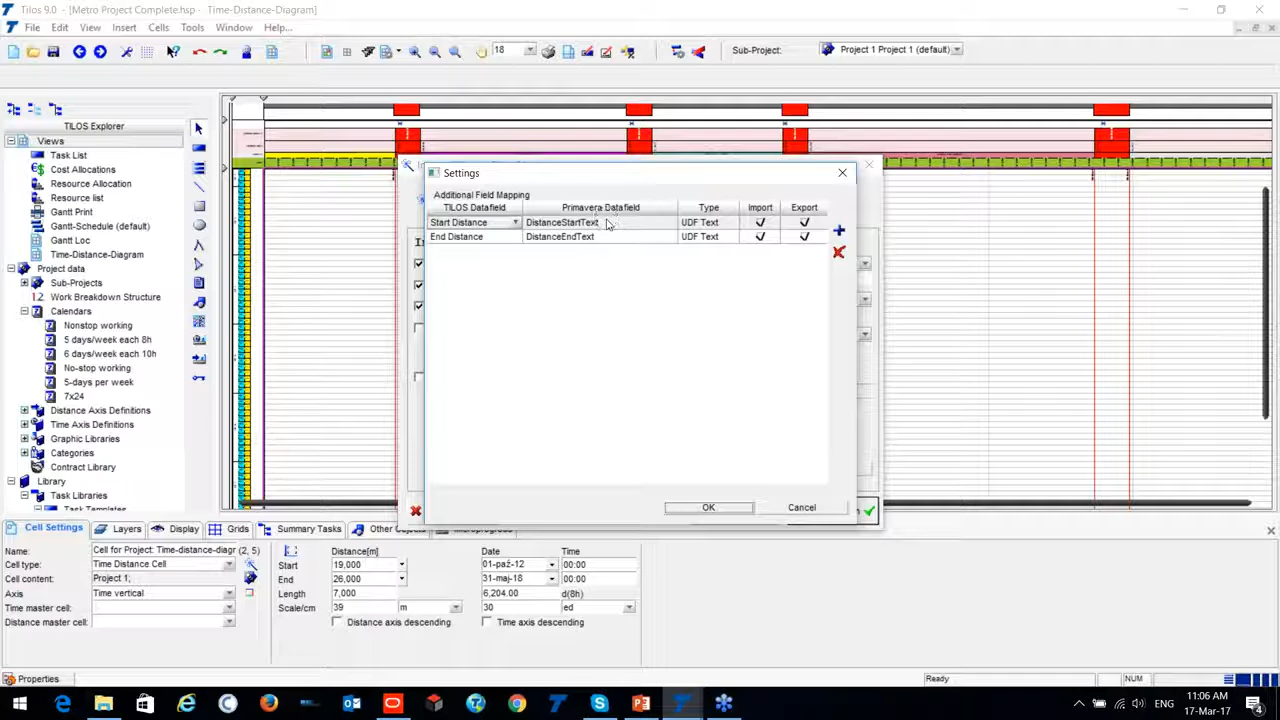 Tilos 9.0 - [Metro Project Complete.hsp - Time-Distance-Diagram]
File Edit View Insert Cells Tools Window Help...
18 Sub-Project: Project 1 Project 1 (default)
TILOS Explorer
Views
Task List
Cost Allocations
Resource Allocation
Resource list
Gantt Print
Gantt-Schedule (default)
Gantt Loc
Time-Distance-Diagram
Project data
Sub-Projects
1.2 Work Breakdown Structure
Calendars
Nonstop working
5 days/week each 8h
6 days/week each 10h
No-stop working
5-days per week
7x24
Distance Axis Definitions
Time Axis Definitions
Graphic Libraries
Categories
Contract Library
Library
Task Libraries
Task Templates
Settings
Additional Field Mapping
TILOS Datafield Primavera Datafield Type Import Export
Start Distance DistanceStartText UDF Text
End Distance DistanceEndText UDF Text
OK Cancel
Cell Settings Layers Display Grids Summary Tasks Other Objects Microprogress
Name: Cell for Project: Time-distance-diagr (2, 5)
Cell type: Time Distance Cell
Cell content: Project 1;
Axis Time vertical
Time master cell:
Distance master cell:
Distance[m] Date Time
Start 19,000 01-paź-12 00:00
End 26,000 31-maj-18 00:00
Length 7,000 6,204.00 d(8h)
Scale/cm 39 m 30 ed
Distance axis descending Time axis descending
Properties Ready NUM
ENG 11:06 AM
17-Mar-17